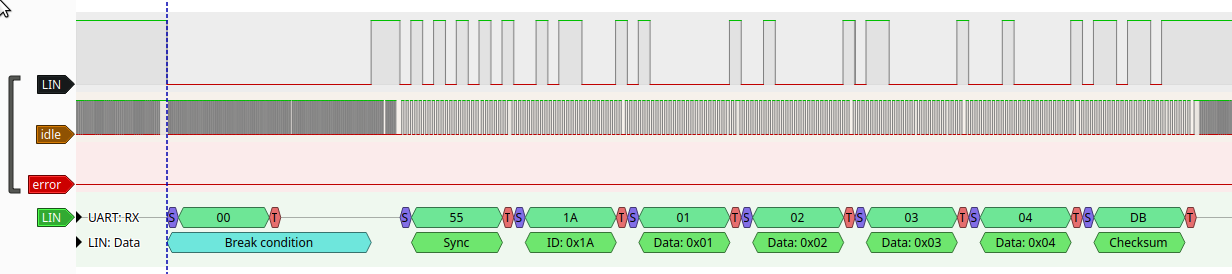 LIN
idle
error
LIN UART: RX S 00 T S 55 T S 1A T S 01 T S 02 T S 03 T S 04 T S DB T
LIN: Data Break condition Sync ID: 0x1A Data: 0x01 Data: 0x02 Data: 0x03 Data: 0x04 Checksum